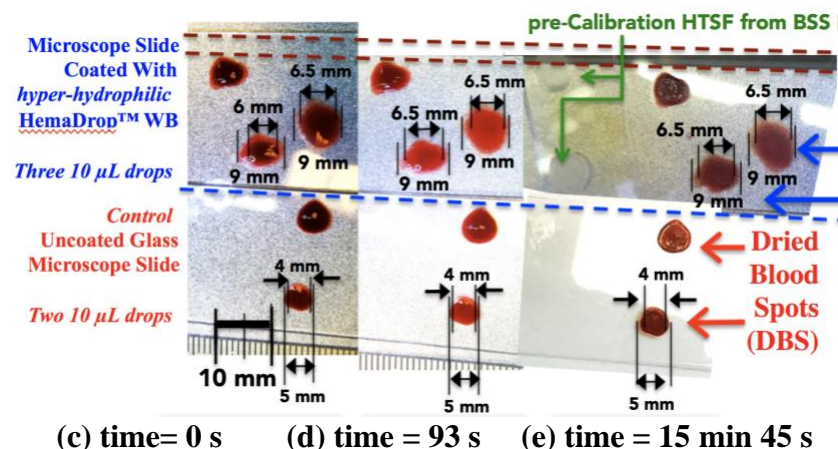 pre-Calibration HTSF from BSS
Microscope Slide
Coated With
hyper-hydrophilic
HemaDrop™ WB
Three 10 µL drops
6.5 mm
6 mm
9 mm
9 mm
6.5 mm
6.5 mm
9 mm
9 mm
6.5 mm
6.5 mm
9 mm
9 mm
Control
Uncoated Glass
Microscope Slide
Two 10 µL drops
4 mm
10 mm
5 mm
4 mm
5 mm
4 mm
5 mm
Dried
Blood
Spots
(DBS)
(c) time= 0 s (d) time = 93 s (e) time = 15 min 45 s